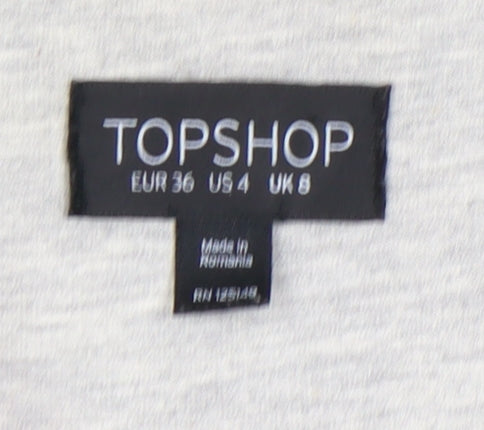 TOPSHOP
EUR 36 US 4 UK 8
Made in
Romania
RN 125148